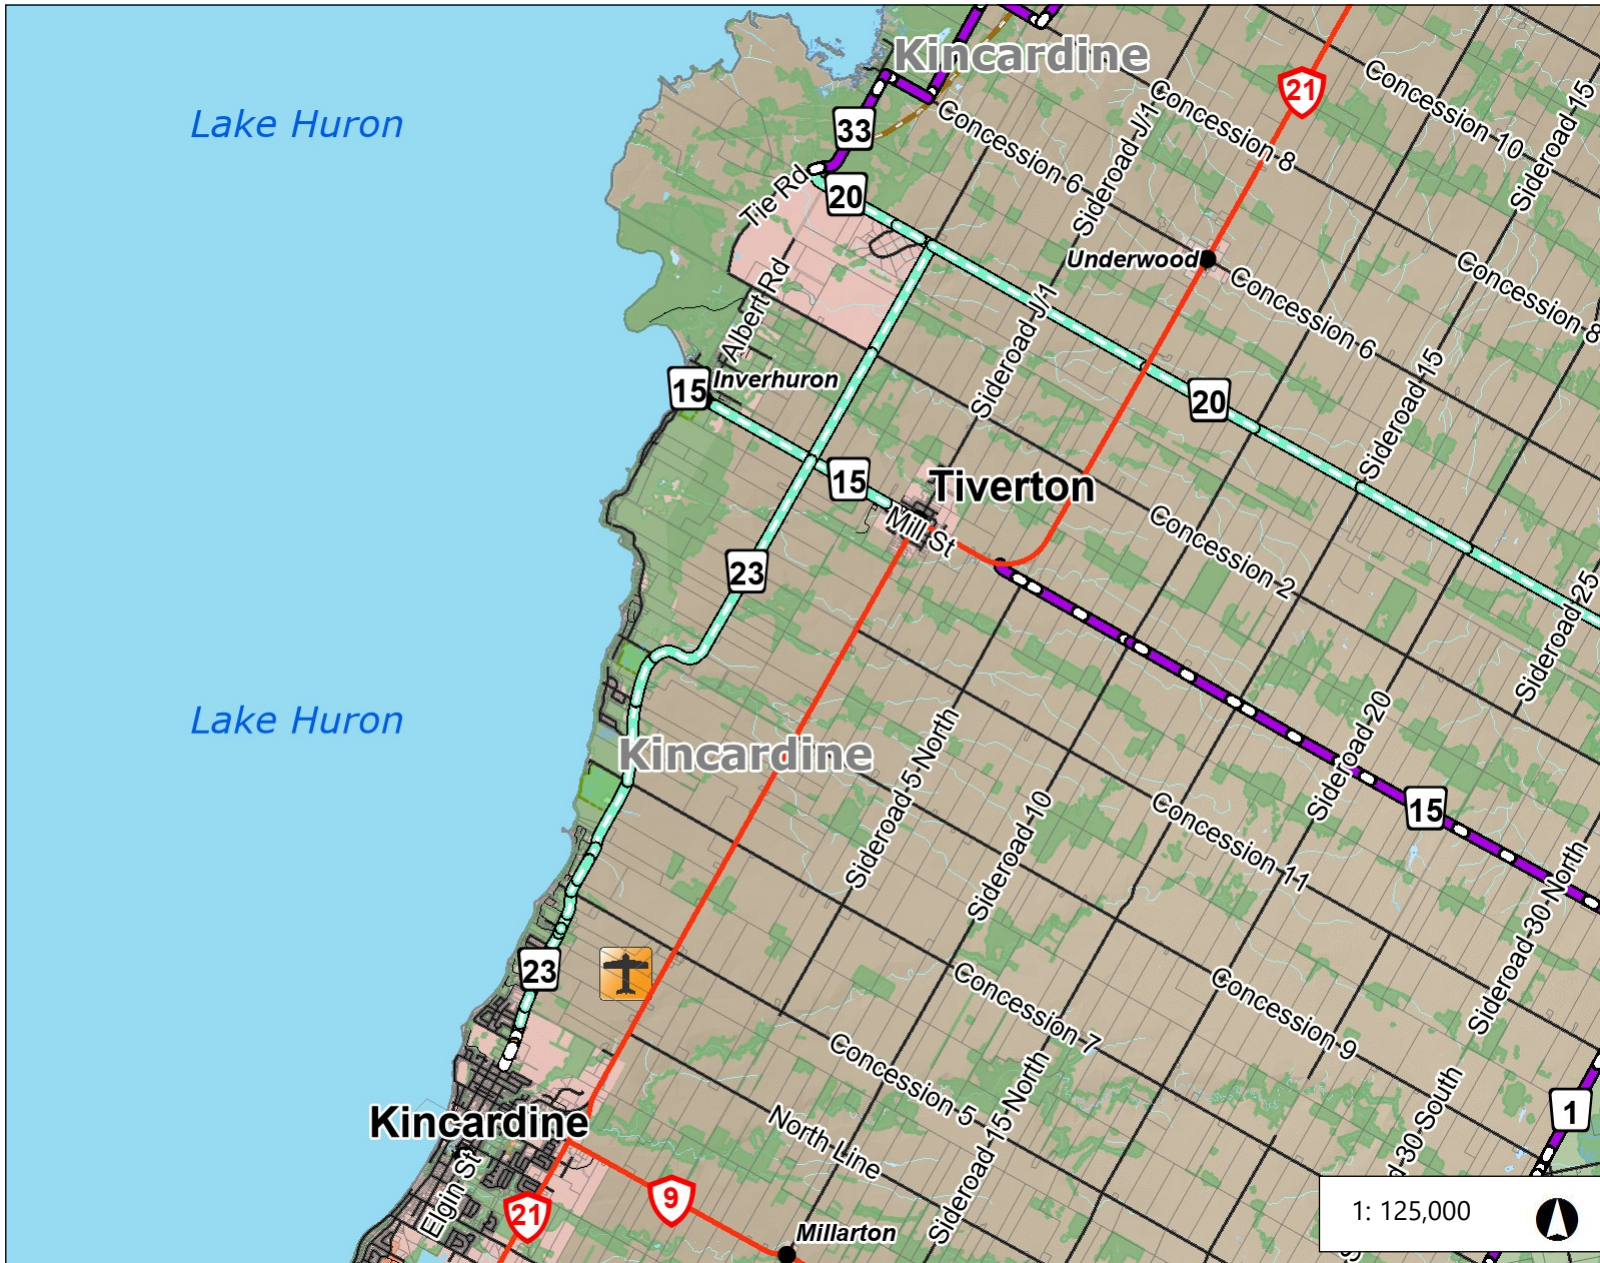 Kincardine
21
Concession 10
Sideroad 15
Concession 8
Lake Huron
33
Concession 6
Sideroad J/1
Tie Rd
20
Underwood
Concession 6
Concession 8
Albert Rd
Sideroad J/1
15
Inverhuron
20
Sideroad 15
15
Tiverton
Mill St
Concession 2
23
Sideroad 25
Lake Huron
Kincardine
Sideroad 5 North
Sideroad 10
Sideroad 20
15
Concession 11
Sideroad 30 North
23
Concession 7
Concession 9
Concession 5
Sideroad 15 North
North Line
Kincardine
Elgin St
21
9
Millarton
d 30 South
1
1: 125,000